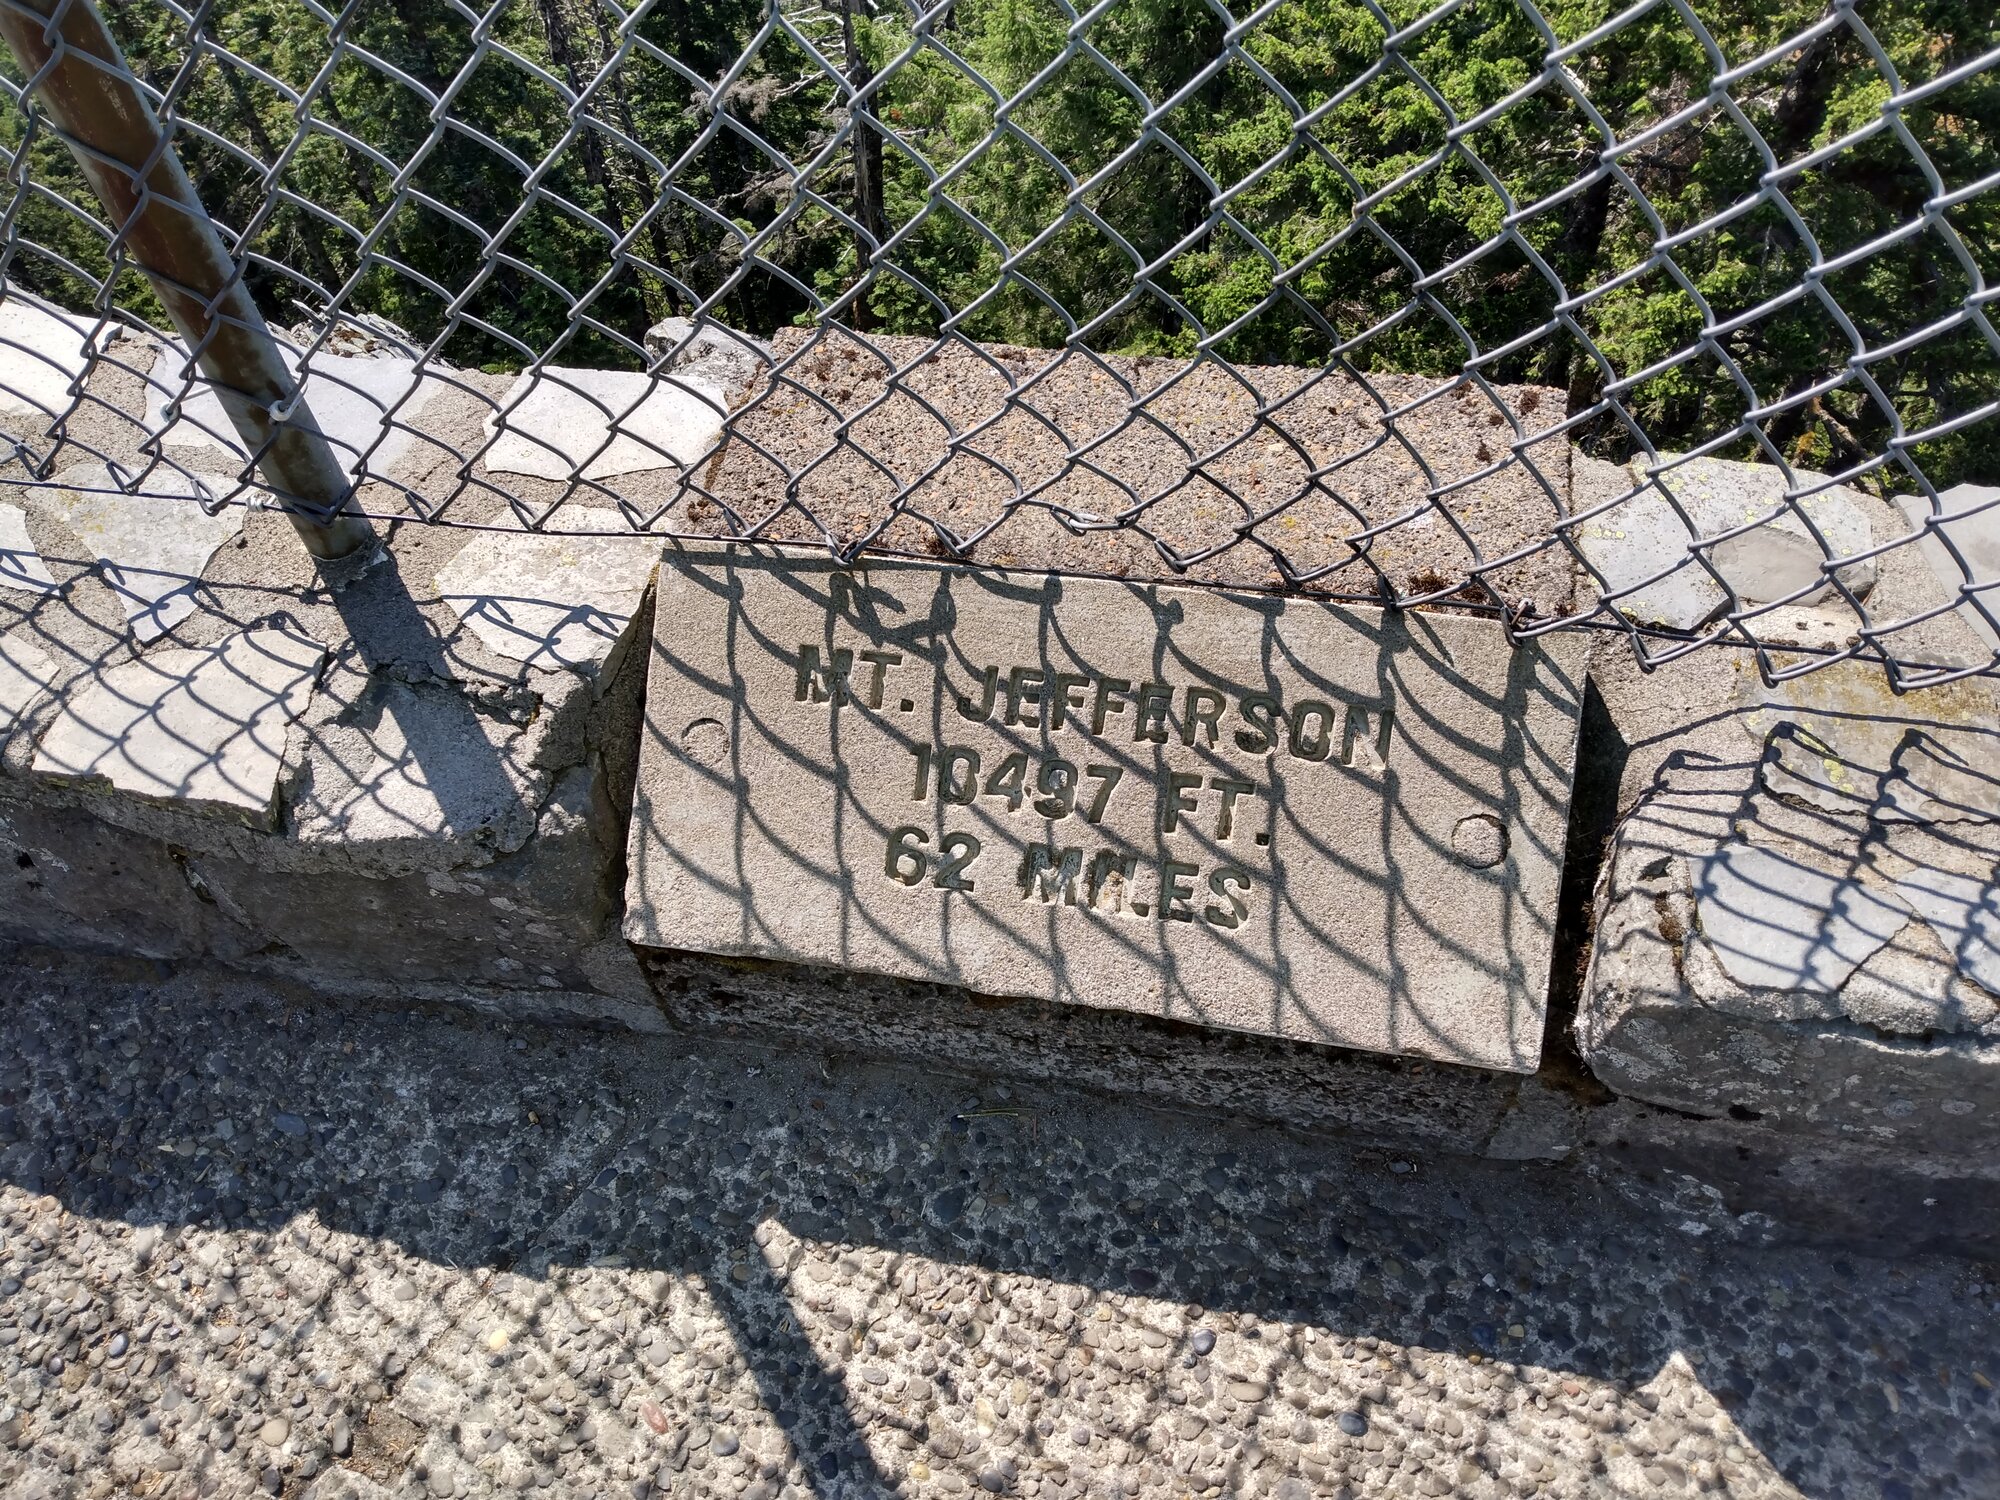 MT. JEFFERSON
10497 FT.
62 MILES